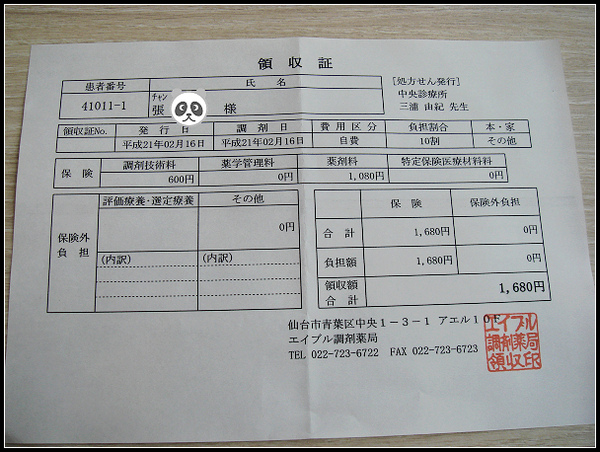 領 収 証
患者番号 氏 名
41011-1 チャン 張 様
[処方せん発行]
中央診療所
三浦 由紀 先生
領収証No. 発 行 日 調 剤 日 費 用 区 分 負担割合 本・家
平成21年02月16日 平成21年02月16日 自費 10割 その他
保 険 調剤技術料 薬学管理料 薬剤料 特定保険医療材料料
600円 0円 1,080円 0円
保険外負担 評価療養・選定療養 その他
0円
(内訳) (内訳)
保 険 保険外負担
合 計 1,680円 0円
負担額 1,680円 0円
領収額合計 1,680円
仙台市青葉区中央1-3-1 アエル10F
エイブル調剤薬局
TEL 022-723-6722 FAX 022-723-6723
エイブル
調剤薬局
領収印